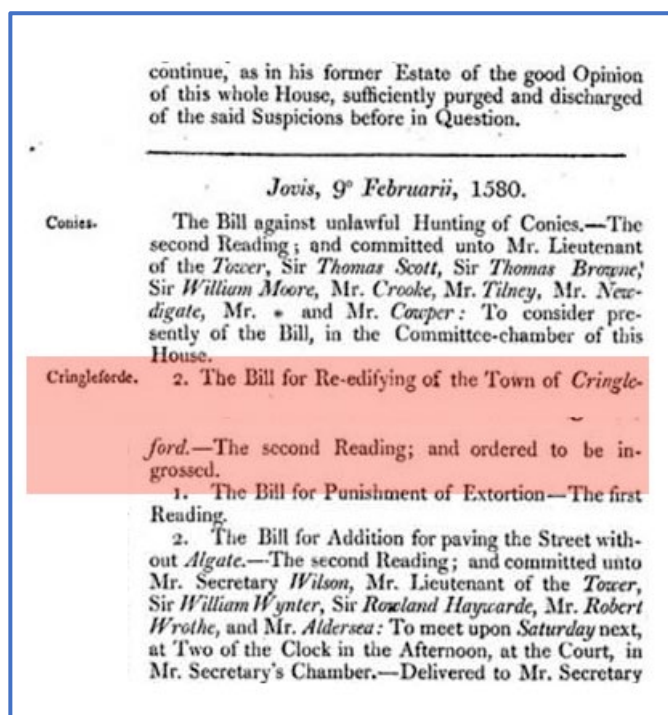 continue, as in his former Estate of the good Opinion
of this whole House, sufficiently purged and discharged
of the said Suspicions before in Question.
Jovis, 9° Februarii, 1580.
Conies. The Bill against unlawful Hunting of Conies.—The
second Reading; and committed unto Mr. Lieutenant
of the Tower, Sir Thomas Scott, Sir Thomas Browne,
Sir William Moore, Mr. Crooke, Mr. Tilney, Mr. New-
digate, Mr. * and Mr. Cowper: To consider pre-
sently of the Bill, in the Committee-chamber of this
House.
Cringleforde. 2. The Bill for Re-edifying of the Town of Cringle-
ford.—The second Reading; and ordered to be in-
grossed.
1. The Bill for Punishment of Extortion—The first
Reading.
2. The Bill for Addition for paving the Street with-
out Algate.—The second Reading; and committed unto
Mr. Secretary Wilson, Mr. Lieutenant of the Tower,
Sir William Wynter, Sir Rowland Haywarde, Mr. Robert
Wrothe, and Mr. Aldersea: To meet upon Saturday next,
at Two of the Clock in the Afternoon, at the Court, in
Mr. Secretary's Chamber.—Delivered to Mr. Secretary